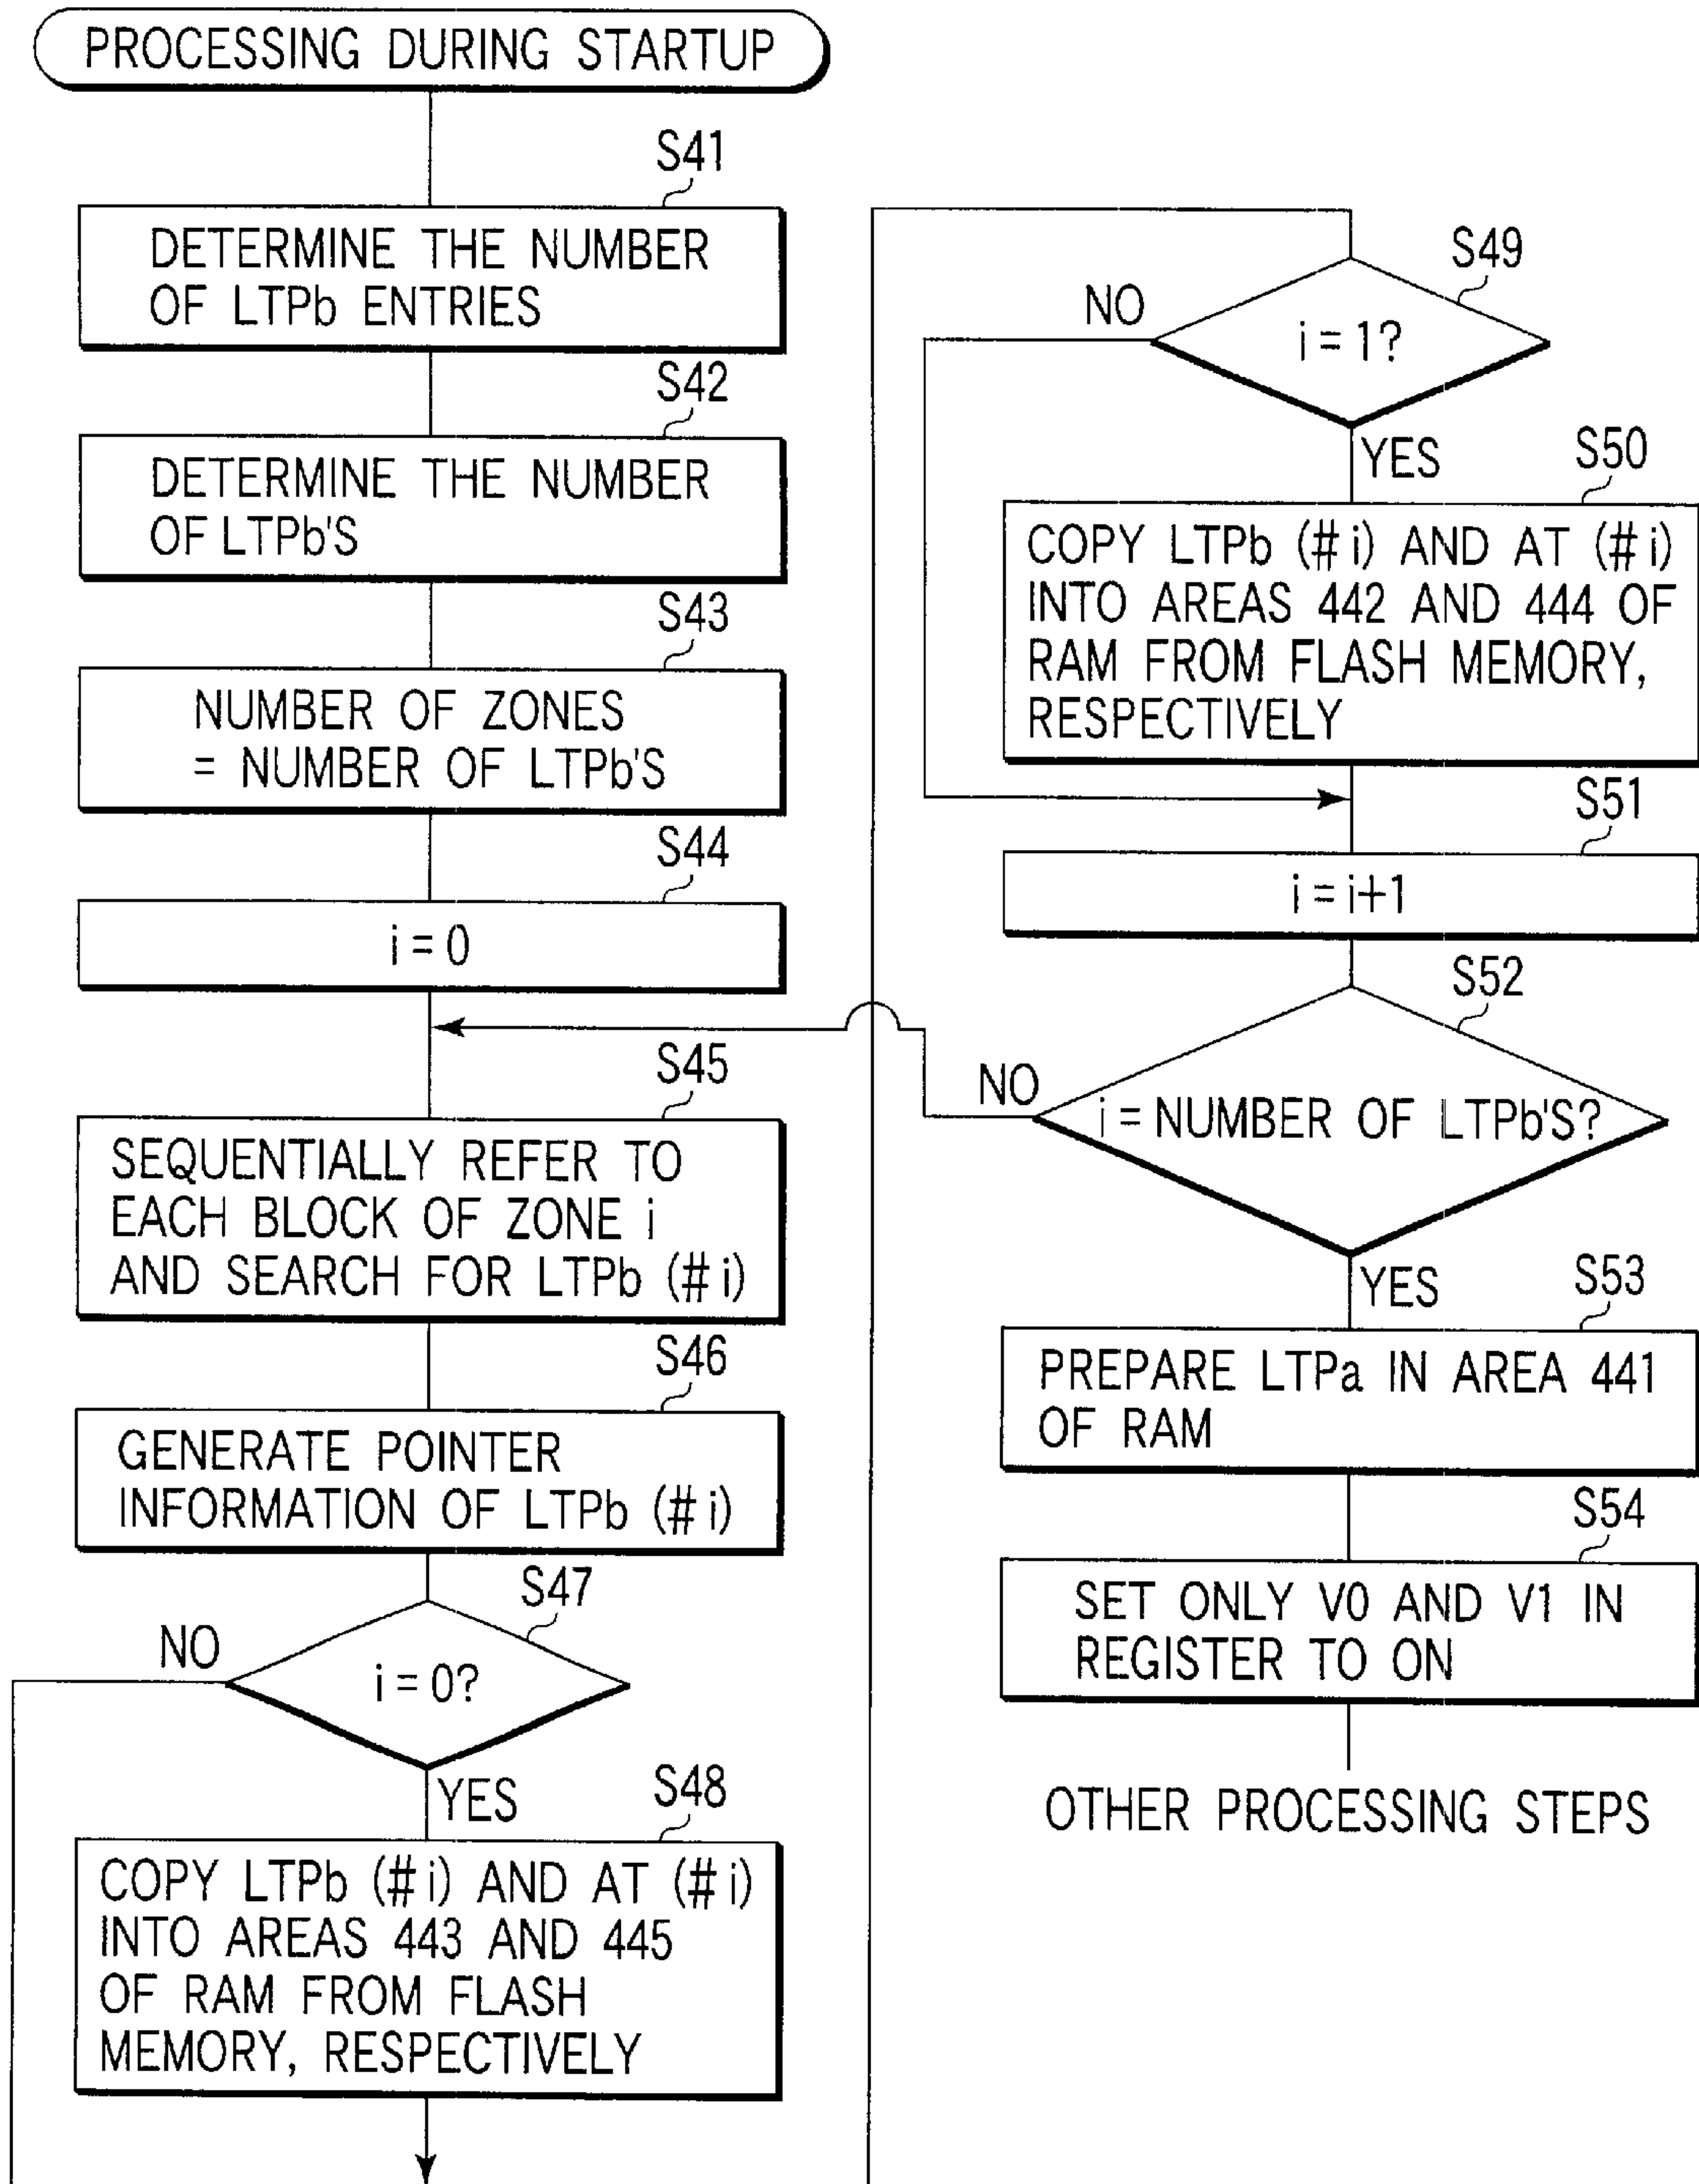 PROCESSING DURING STARTUP
S41
DETERMINE THE NUMBER
OF LTPb ENTRIES
S42
DETERMINE THE NUMBER
OF LTPb'S
S43
NUMBER OF ZONES
= NUMBER OF LTPb'S
S44
i = 0
S45
SEQUENTIALLY REFER TO
EACH BLOCK OF ZONE i
AND SEARCH FOR LTPb (# i)
S46
GENERATE POINTER
INFORMATION OF LTPb (# i)
S47
NO
i = 0?
YES
S48
COPY LTPb (# i) AND AT (# i)
INTO AREAS 443 AND 445
OF RAM FROM FLASH
MEMORY, RESPECTIVELY
S49
NO
i = 1?
YES
S50
COPY LTPb (# i) AND AT (# i)
INTO AREAS 442 AND 444 OF
RAM FROM FLASH MEMORY,
RESPECTIVELY
S51
i = i+1
S52
NO
i = NUMBER OF LTPb'S?
YES
S53
PREPARE LTPa IN AREA 441
OF RAM
S54
SET ONLY V0 AND V1 IN
REGISTER TO ON
OTHER PROCESSING STEPS